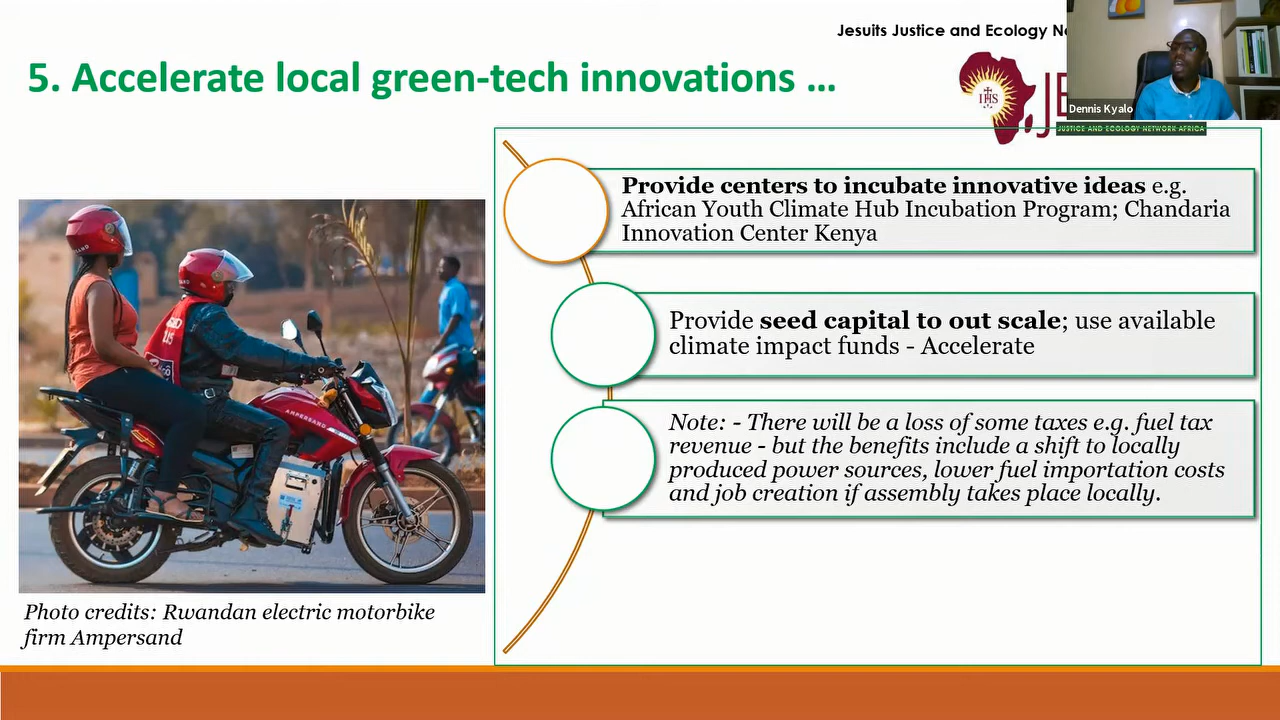 Jesuits Justice and Ecology
5. Accelerate local green-tech innovations ...
IHS
Dennis Kyalo
JUSTICE AND ECOLOGY NETWORK AFRICA
Provide centers to incubate innovative ideas e.g.
African Youth Climate Hub Incubation Program; Chandaria
Innovation Center Kenya
Provide seed capital to out scale; use available
climate impact funds - Accelerate
Note: - There will be a loss of some taxes e.g. fuel tax
revenue - but the benefits include a shift to locally
produced power sources, lower fuel importation costs
and job creation if assembly takes place locally.
AMPERSAND
Photo credits: Rwandan electric motorbike
firm Ampersand